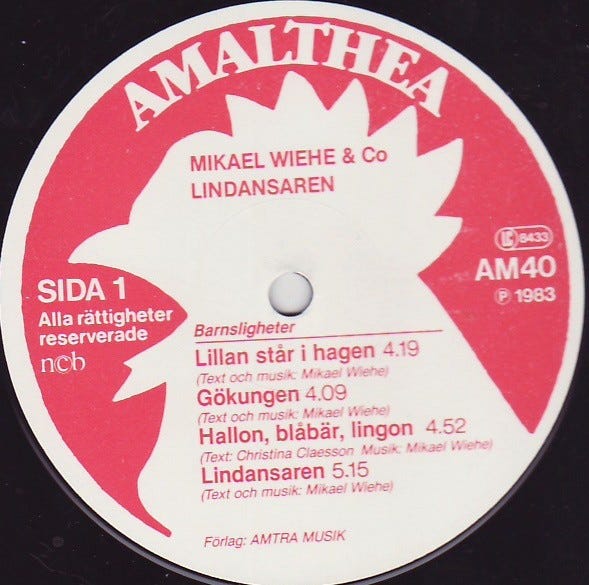 AMALTHEA
MIKAEL WIEHE & Co
LINDANSAREN
LC 8433
AM40
℗ 1983
SIDA 1
Alla rättigheter
reserverade
n©b
Barnsligheter
Lillan står i hagen 4.19
(Text och musik: Mikael Wiehe)
Gökungen 4.09
(Text och musik: Mikael Wiehe)
Hallon, blåbär, lingon 4.52
(Text: Christina Claesson Musik: Mikael Wiehe)
Lindansaren 5.15
(Text och musik: Mikael Wiehe)
Förlag: AMTRA MUSIK